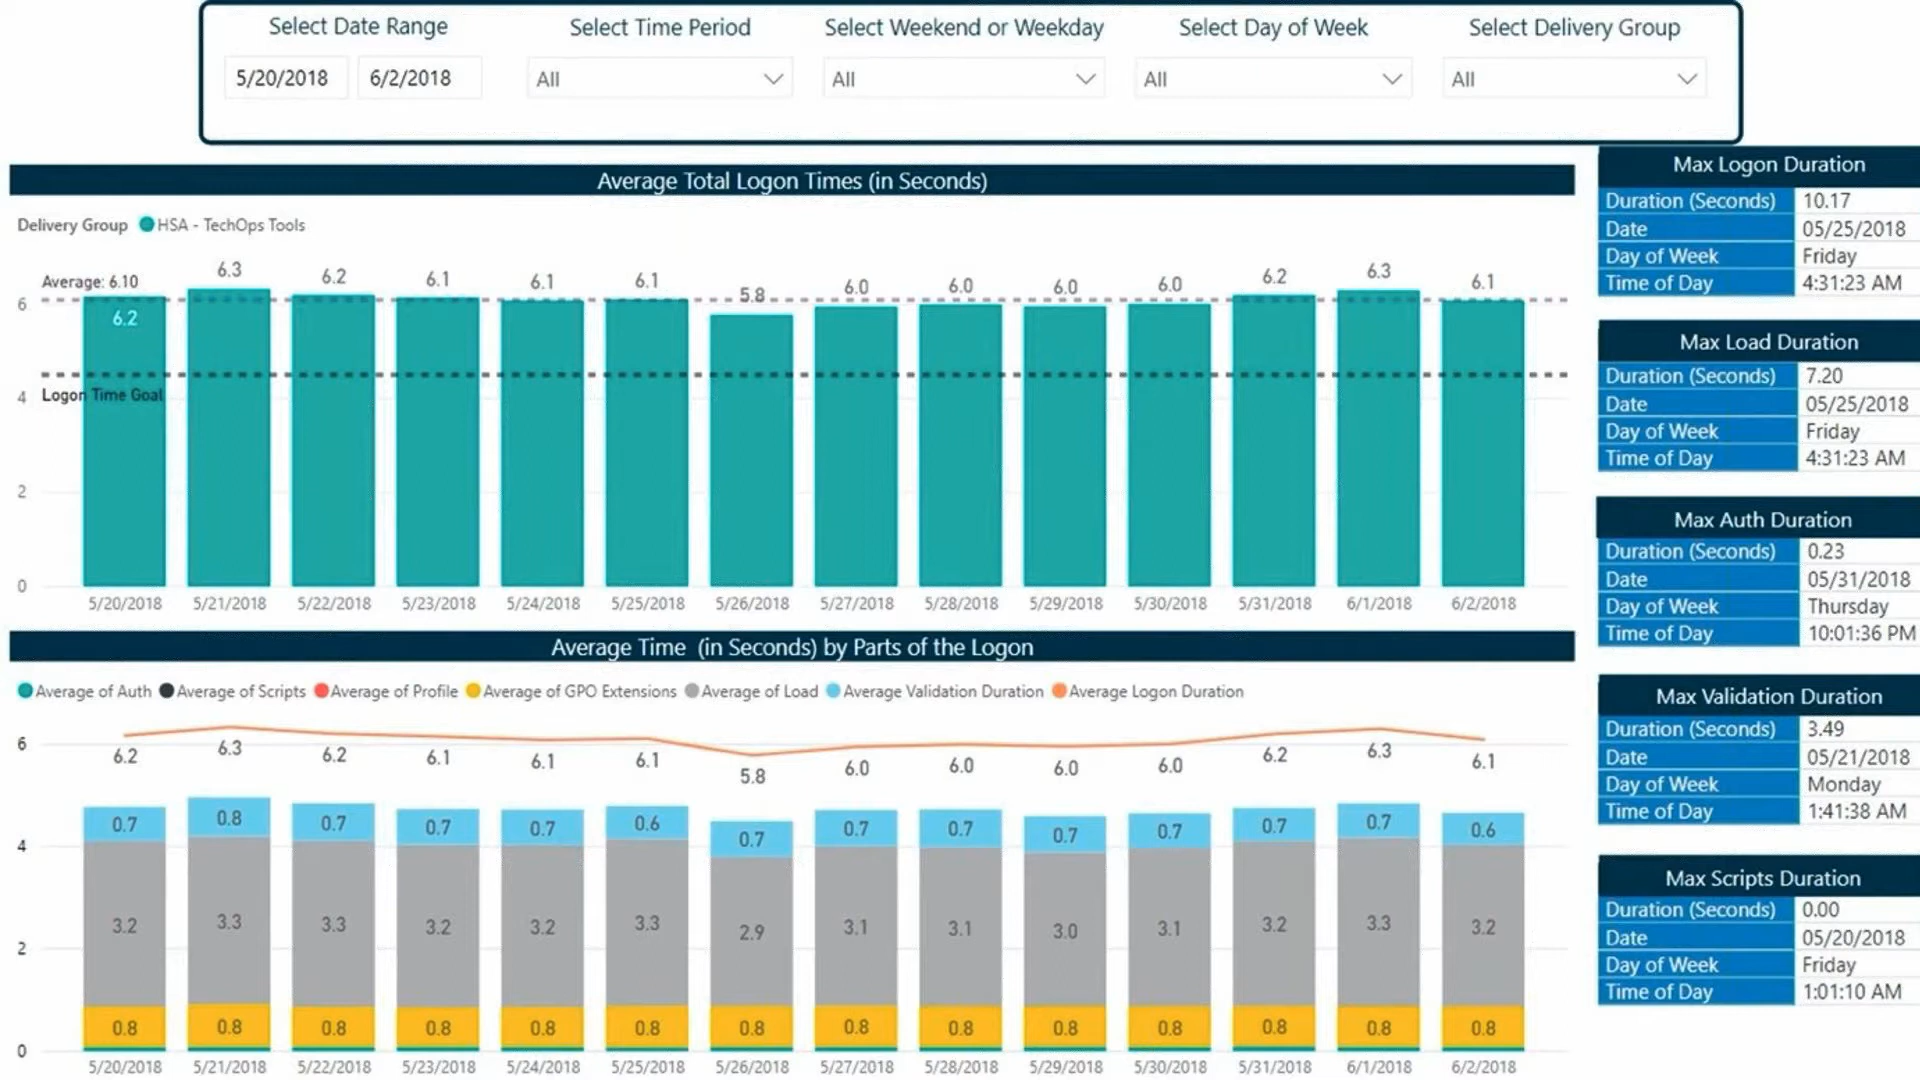 Select Date Range
Select Time Period
Select Weekend or Weekday
Select Day of Week
Select Delivery Group
5/20/2018
6/2/2018
All
All
All
All
Average Total Logon Times (in Seconds)
Delivery Group
HSA - TechOps Tools
Average: 6.10
6.3
6.2
6.1
6.1
6.1
5.8
6.0
6.0
6.0
6.0
6.2
6.3
6.1
6
6.2
4
Logon Time Goal
2
0
5/20/2018
5/21/2018
5/22/2018
5/23/2018
5/24/2018
5/25/2018
5/26/2018
5/27/2018
5/28/2018
5/29/2018
5/30/2018
5/31/2018
6/1/2018
6/2/2018
Average Time (in Seconds) by Parts of the Logon
Average of Auth
Average of Scripts
Average of Profile
Average of GPO Extensions
Average of Load
Average Validation Duration
Average Logon Duration
6
6.2
6.3
6.2
6.1
6.1
6.1
5.8
6.0
6.0
6.0
6.0
6.2
6.3
6.1
0.7
0.8
0.7
0.7
0.7
0.6
0.7
0.7
0.7
0.7
0.7
0.7
0.7
0.6
4
3.2
3.3
3.3
3.2
3.2
3.3
2.9
3.1
3.1
3.0
3.1
3.2
3.3
3.2
2
0.8
0.8
0.8
0.8
0.8
0.8
0.8
0.8
0.8
0.8
0.8
0.8
0.8
0.8
0
5/20/2018
5/21/2018
5/22/2018
5/23/2018
5/24/2018
5/25/2018
5/26/2018
5/27/2018
5/28/2018
5/29/2018
5/30/2018
5/31/2018
6/1/2018
6/2/2018
Max Logon Duration
Duration (Seconds) 10.17
Date 05/25/2018
Day of Week Friday
Time of Day 4:31:23 AM
Max Load Duration
Duration (Seconds) 7.20
Date 05/25/2018
Day of Week Friday
Time of Day 4:31:23 AM
Max Auth Duration
Duration (Seconds) 0.23
Date 05/31/2018
Day of Week Thursday
Time of Day 10:01:36 PM
Max Validation Duration
Duration (Seconds) 3.49
Date 05/21/2018
Day of Week Monday
Time of Day 1:41:38 AM
Max Scripts Duration
Duration (Seconds) 0.00
Date 05/20/2018
Day of Week Friday
Time of Day 1:01:10 AM